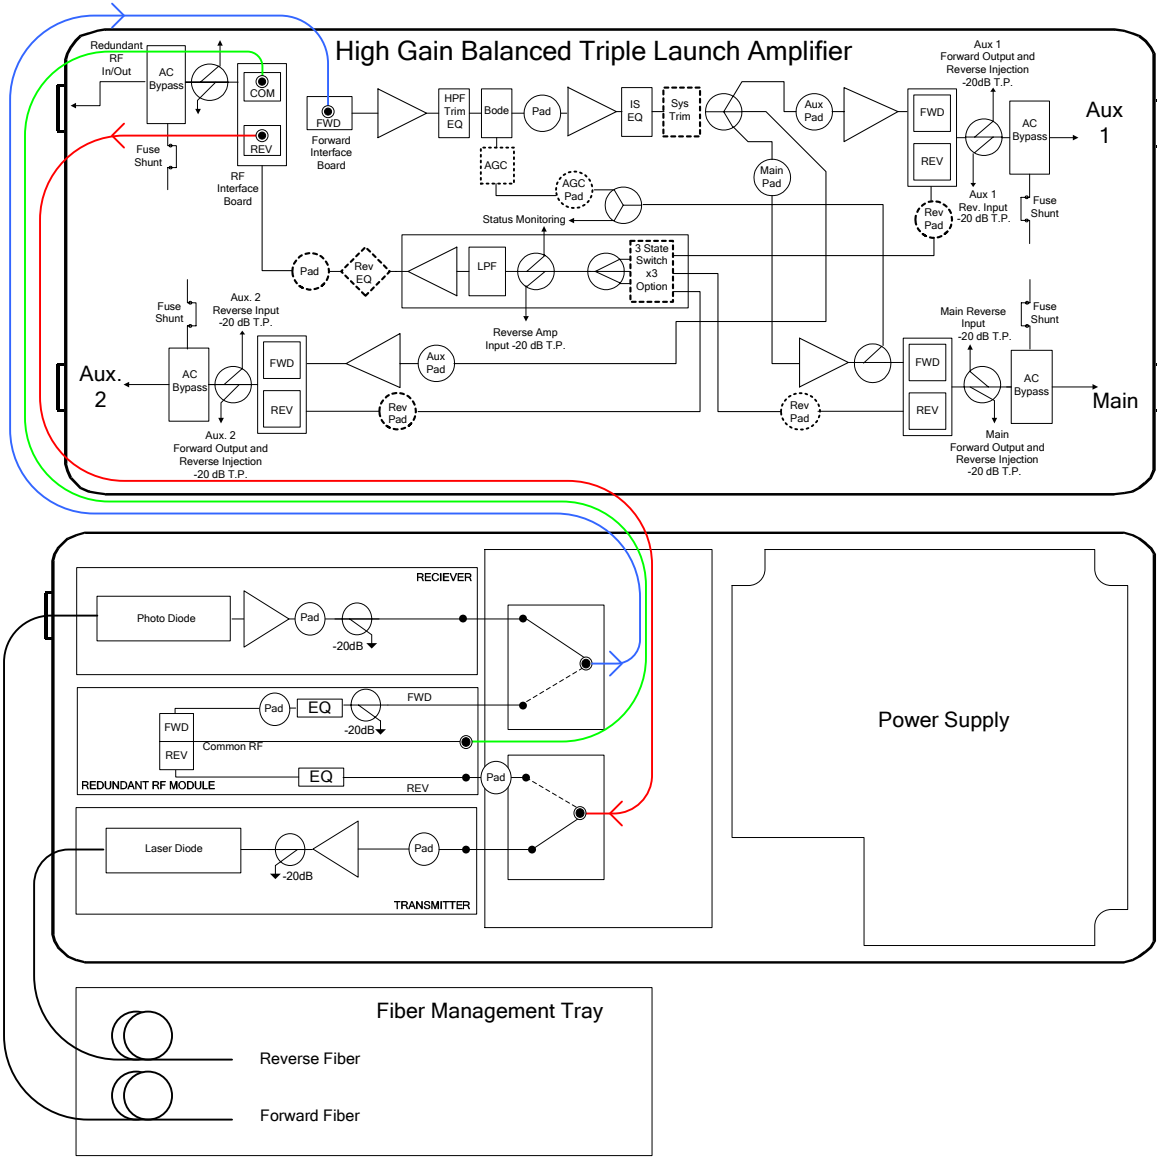 High Gain Balanced Triple Launch Amplifier
Redundant
RF
In/Out
AC
Bypass
Fuse
Shunt
COM
REV
RF
Interface
Board
FWD
Forward
Interface
Board
HPF
Trim
EQ
Bode
AGC
Pad
IS
EQ
Sys
Trim
AGC
Pad
Main
Pad
Aux
Pad
FWD
REV
Rev
Pad
Aux 1
Forward Output and
Reverse Injection
-20dB T.P.
AC
Bypass
Aux
1
Aux 1
Rev. Input
-20 dB T.P.
Fuse
Shunt
Status Monitoring
Pad
Rev
EQ
LPF
3 State
Switch
x3
Option
Reverse Amp
Input -20 dB T.P.
Fuse
Shunt
Aux. 2
Reverse Input
-20 dB T.P.
Aux.
2
AC
Bypass
FWD
REV
Aux
Pad
Rev
Pad
Aux. 2
Forward Output and
Reverse Injection
-20 dB T.P.
Rev
Pad
FWD
REV
Main Reverse
Input
-20 dB T.P.
Fuse
Shunt
AC
Bypass
Main
Main
Forward Output and
Reverse Injection
-20 dB T.P.
RECIEVER
Photo Diode
Pad
-20dB
FWD
REV
Pad
EQ
-20dB
FWD
Common RF
EQ
REV
REDUNDANT RF MODULE
Pad
Laser Diode
-20dB
Pad
TRANSMITTER
Power Supply
Fiber Management Tray
Reverse Fiber
Forward Fiber